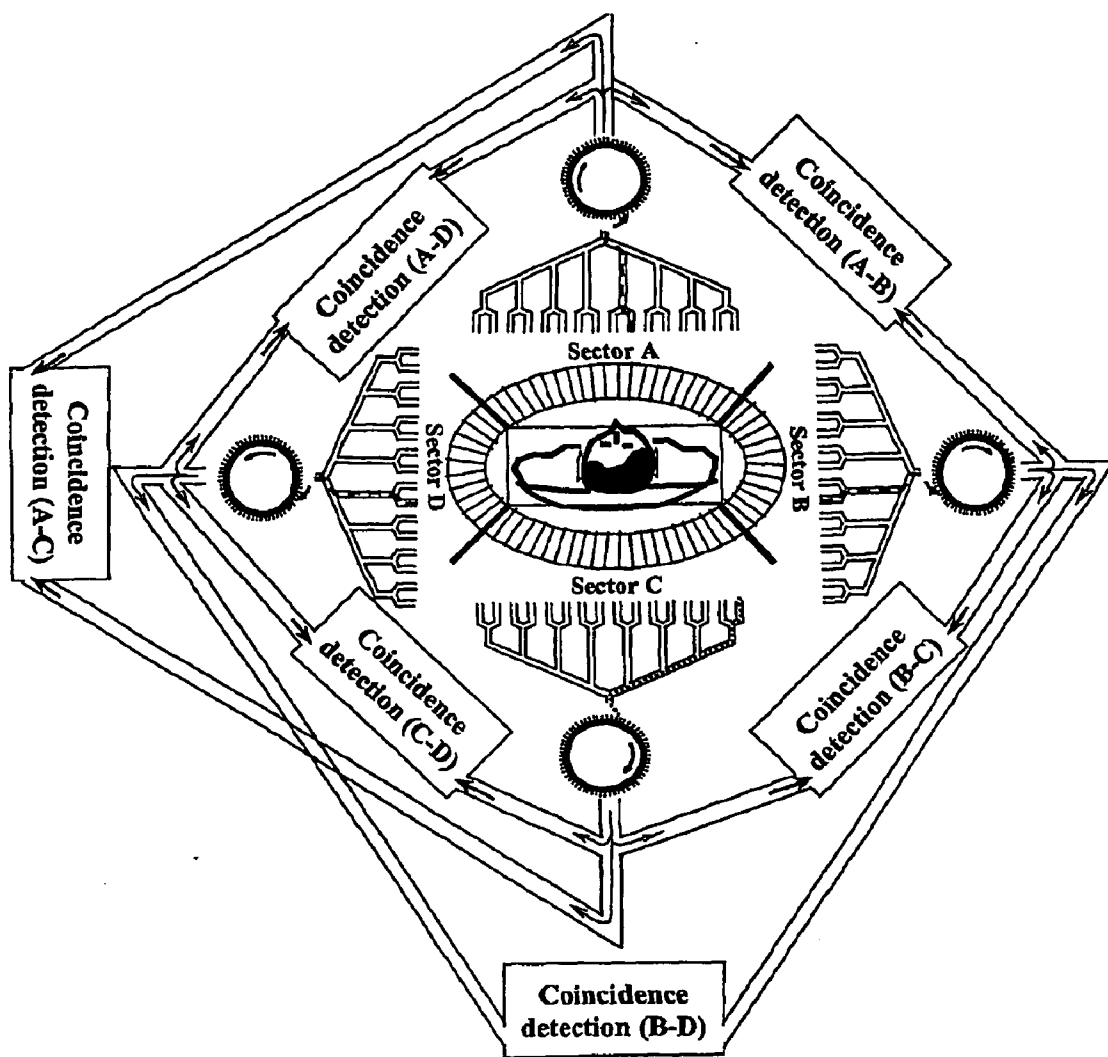 Coincidence
detection (A-B)
Coincidence
detection (A-D)
Sector A
Coincidence
detection (A-C)
Sector D
Sector B
Sector C
Coincidence
detection (C-D)
Coincidence
detection (B-C)
Coincidence
detection (B-D)